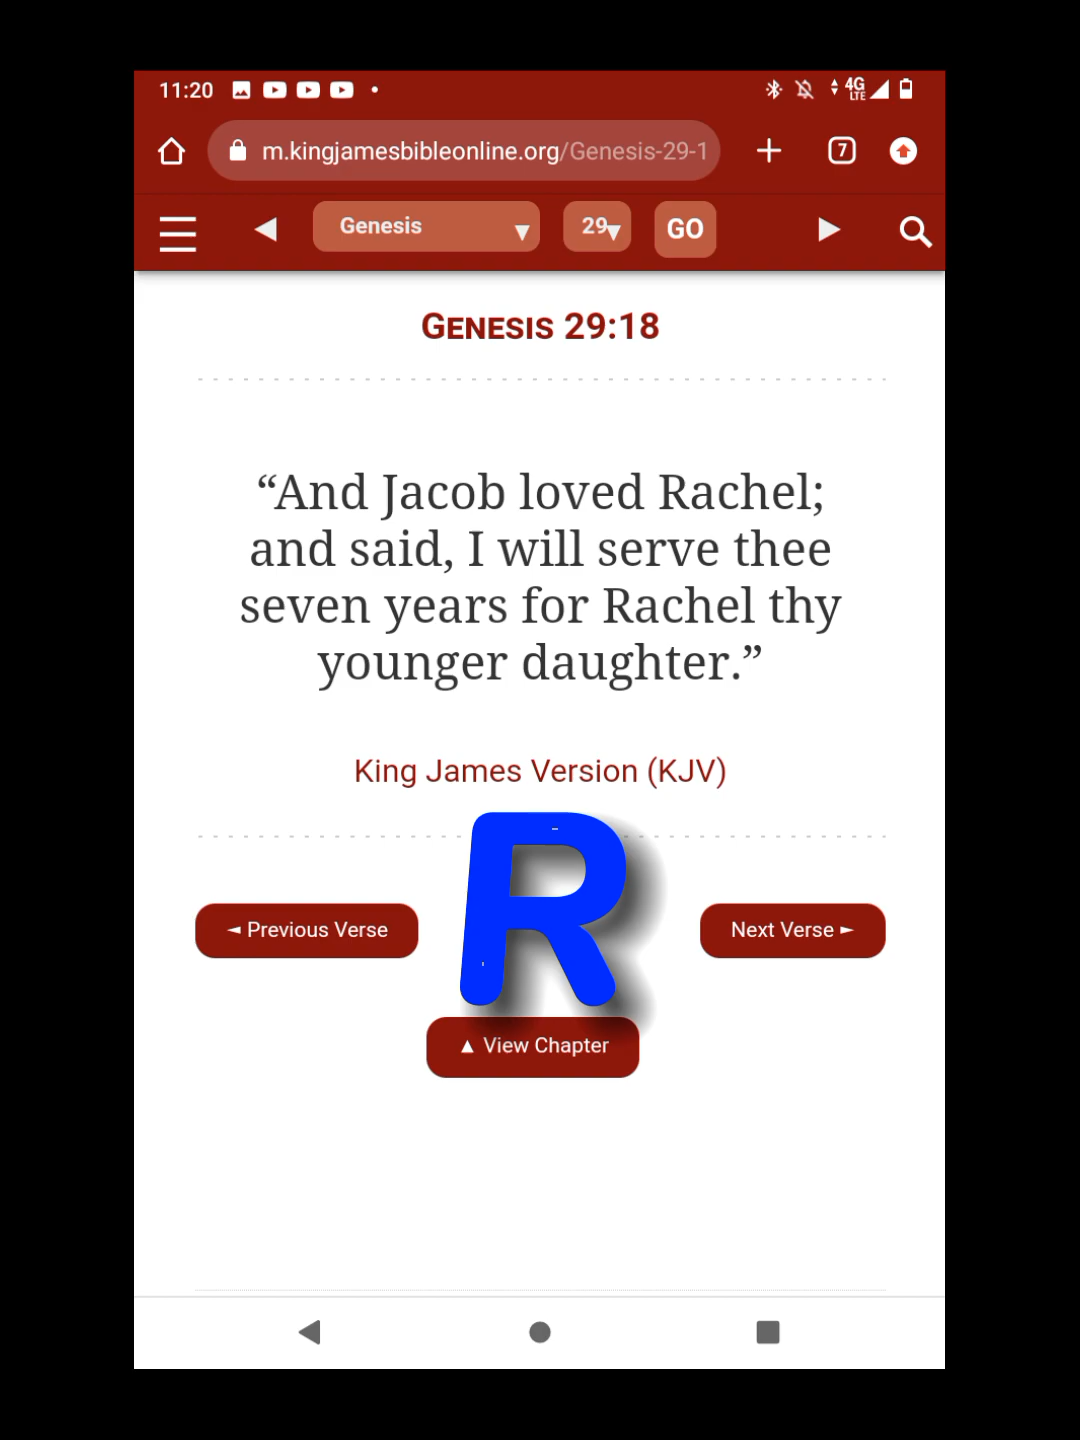 11:20 4G LTE
m.kingjamesbibleonline.org/Genesis-29-1 7
Genesis 29 GO
GENESIS 29:18
“And Jacob loved Rachel;
and said, I will serve thee
seven years for Rachel thy
younger daughter.”
King James Version (KJV)
R
◄ Previous Verse Next Verse ►
▲ View Chapter